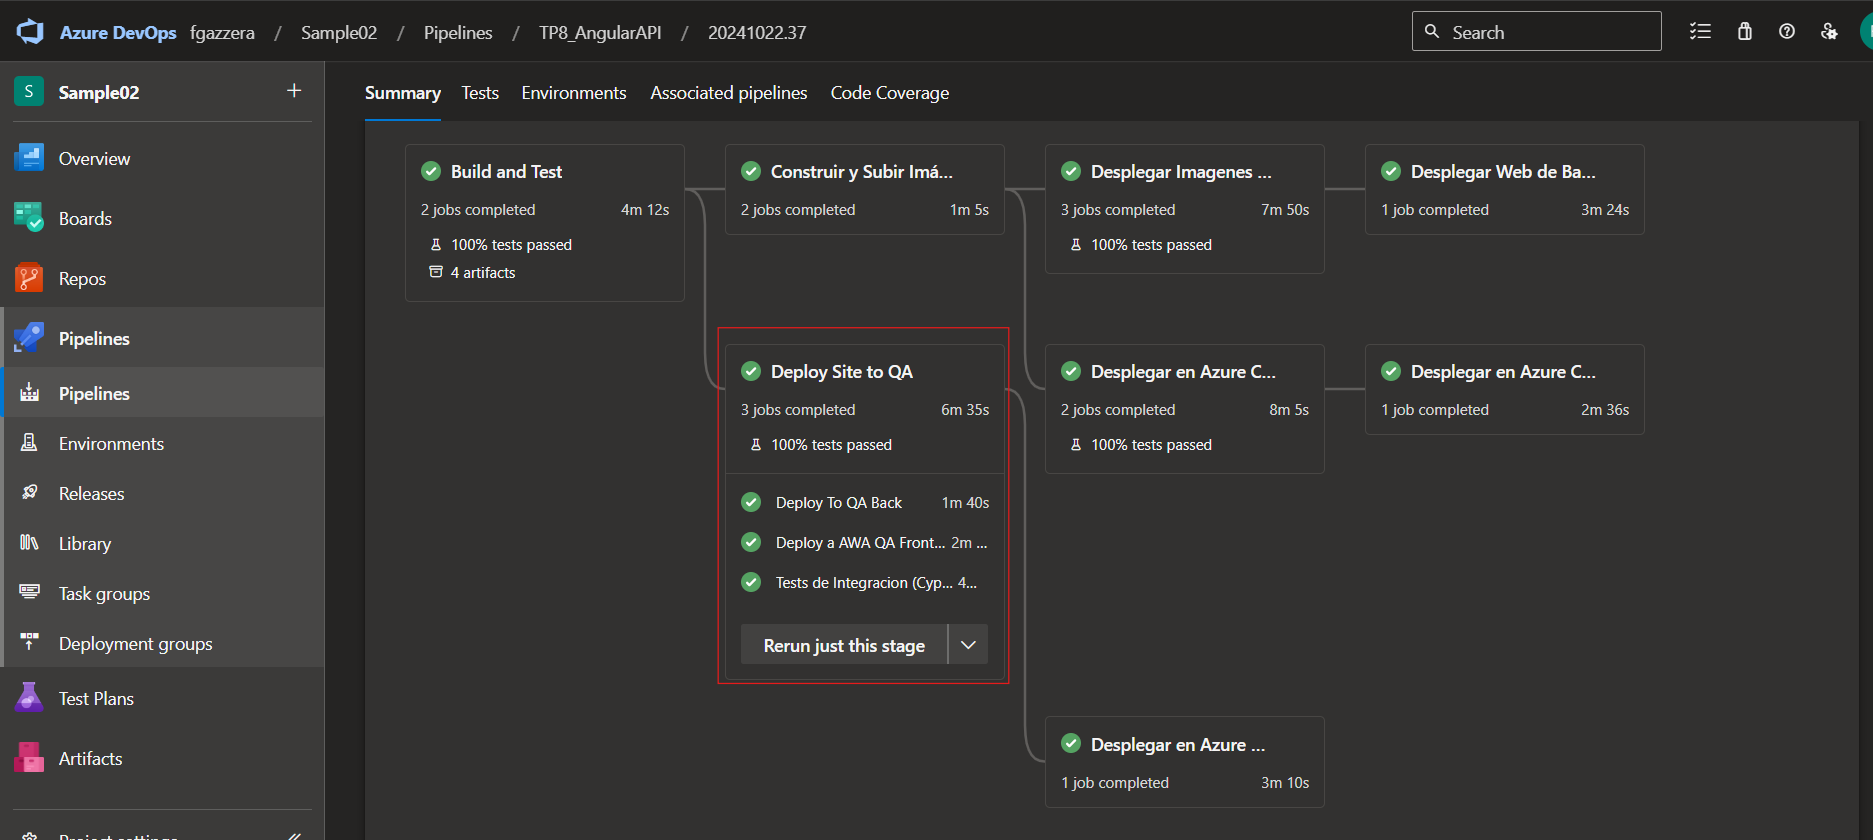 Azure DevOps fgazzera / Sample02 / Pipelines / TP8_AngularAPI / 20241022.37
Search
S Sample02 +
Overview
Boards
Repos
Pipelines
Pipelines
Environments
Releases
Library
Task groups
Deployment groups
Test Plans
Artifacts
Project settings
Summary Tests Environments Associated pipelines Code Coverage
Build and Test
2 jobs completed 4m 12s
100% tests passed
4 artifacts
Construir y Subir Imá...
2 jobs completed 1m 5s
Desplegar Imagenes ...
3 jobs completed 7m 50s
100% tests passed
Desplegar Web de Ba...
1 job completed 3m 24s
Deploy Site to QA
3 jobs completed 6m 35s
100% tests passed
Deploy To QA Back 1m 40s
Deploy a AWA QA Front... 2m ...
Tests de Integracion (Cyp... 4...
Rerun just this stage
Desplegar en Azure C...
2 jobs completed 8m 5s
100% tests passed
Desplegar en Azure C...
1 job completed 2m 36s
Desplegar en Azure ...
1 job completed 3m 10s